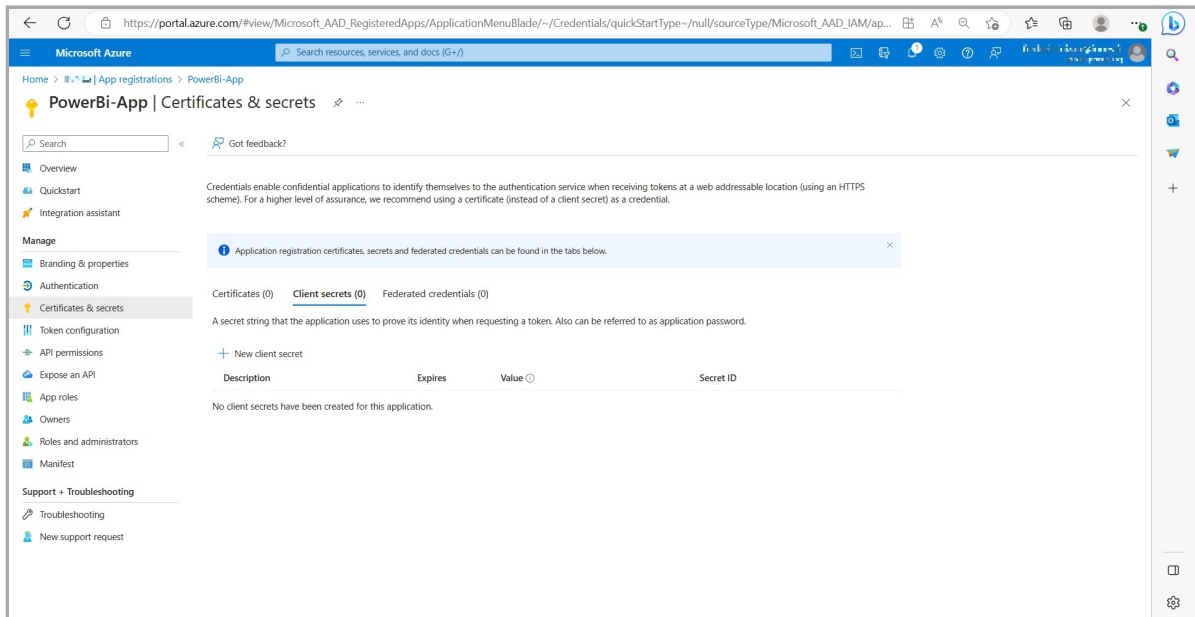 https://portal.azure.com/#view/Microsoft_AAD_RegisteredApps/ApplicationMenuBlade/~/Credentials/quickStartType~/null/sourceType/Microsoft_AAD_IAM/ap...
Microsoft Azure
Search resources, services, and docs (G+/)
1
Home > | App registrations > PowerBi-App
PowerBi-App | Certificates & secrets
Search
Got feedback?
Overview
Quickstart
Integration assistant
Manage
Branding & properties
Authentication
Certificates & secrets
Token configuration
API permissions
Expose an API
App roles
Owners
Roles and administrators
Manifest
Support + Troubleshooting
Troubleshooting
New support request
Credentials enable confidential applications to identify themselves to the authentication service when receiving tokens at a web addressable location (using an HTTPS
scheme). For a higher level of assurance, we recommend using a certificate (instead of a client secret) as a credential.
Application registration certificates, secrets and federated credentials can be found in the tabs below.
Certificates (0) Client secrets (0) Federated credentials (0)
A secret string that the application uses to prove its identity when requesting a token. Also can be referred to as application password.
New client secret
Description Expires Value Secret ID
No client secrets have been created for this application.